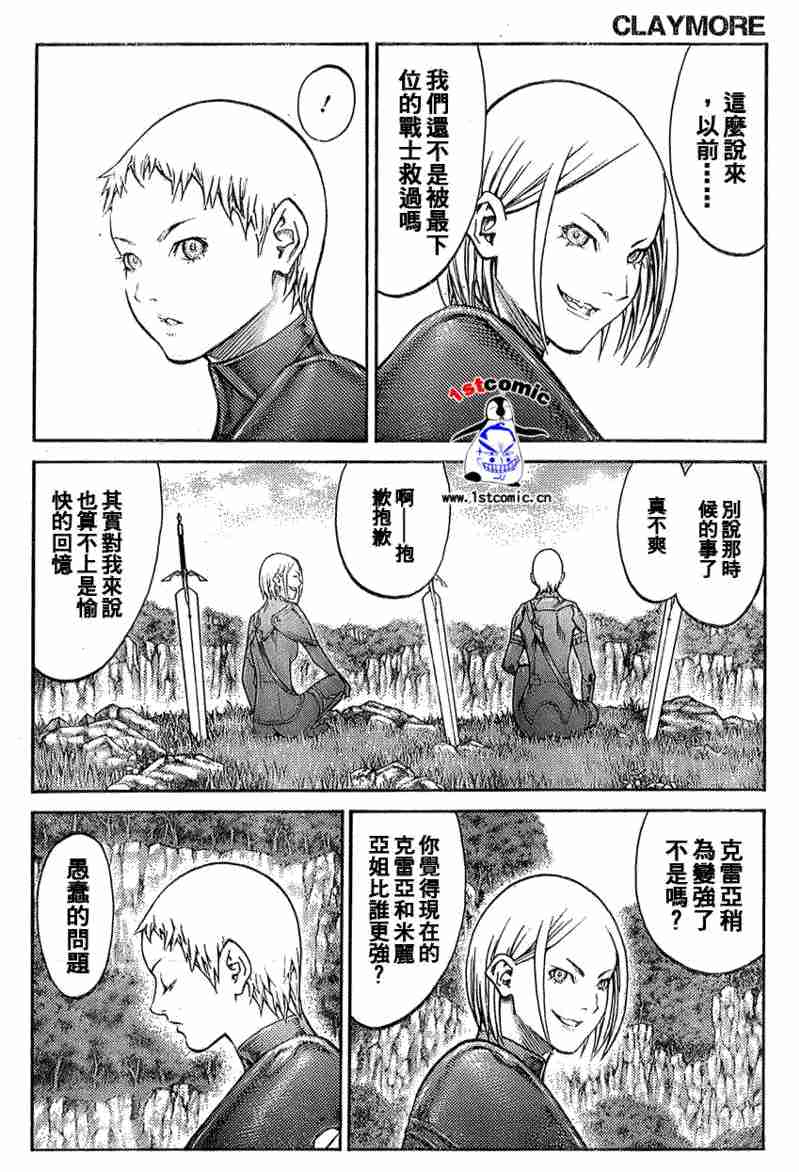 CLAYMORE
這麼說來
，以前……
我們還不是被最下
位的戰士救過嗎
！
1stcomic
www.1stcomic.cn
別說那時
候的事了
真不爽
啊——抱
歉抱歉
其實對我來說
也算不上是愉
快的回憶
克雷亞稍
為變強了
不是嗎？
你覺得現在的
克雷亞和米麗
亞姐比誰更強？
愚蠢的問題